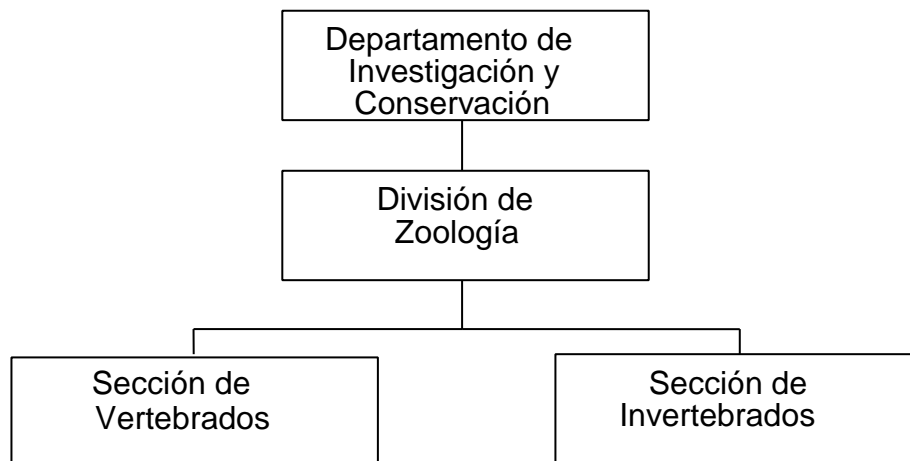 Departamento de
Investigación y
Conservación
División de
Zoología
Sección de
Vertebrados
Sección de
Invertebrados